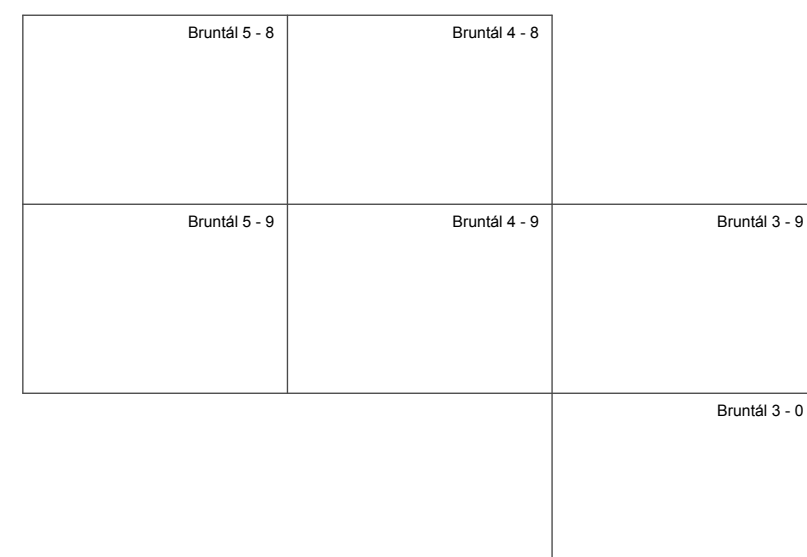 Bruntál 5 - 8
Bruntál 4 - 8
Bruntál 5 - 9
Bruntál 4 - 9
Bruntál 3 - 9
Bruntál 3 - 0